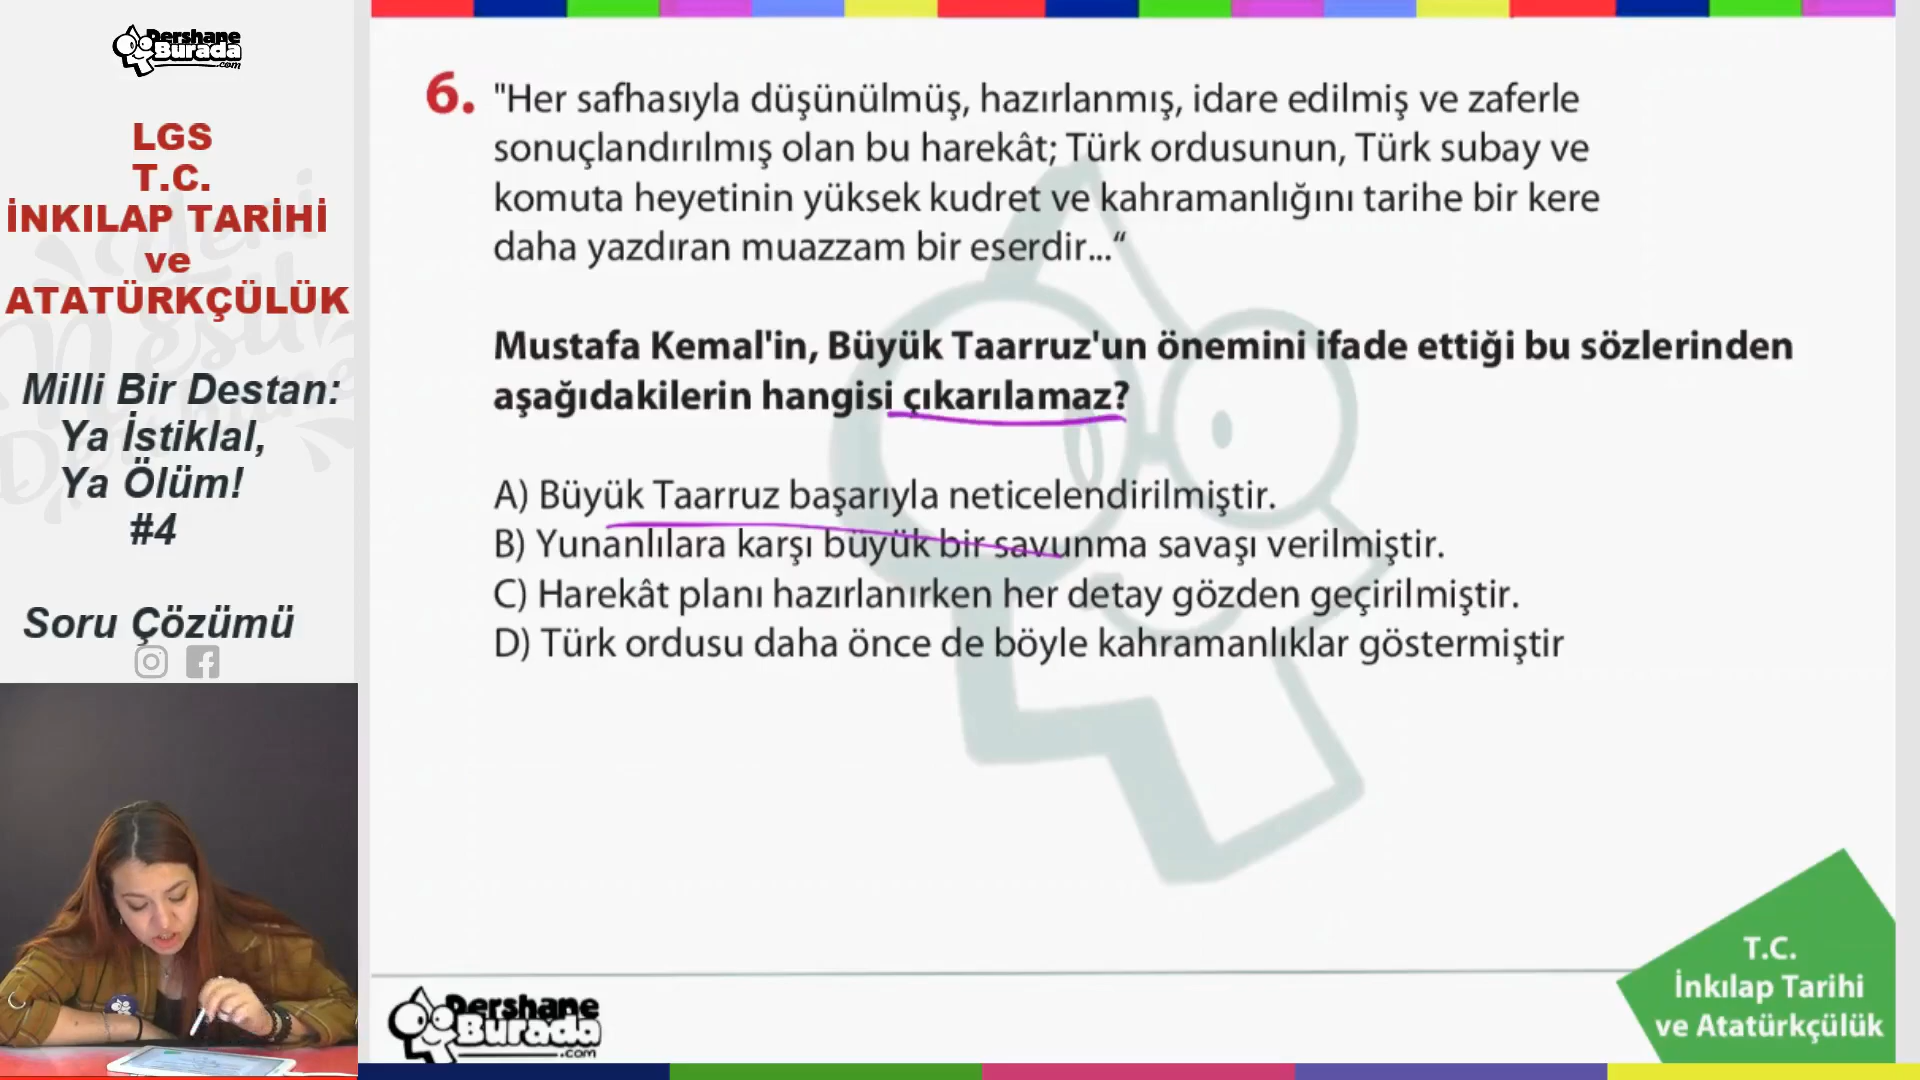 Dershane
Burada
.com
LGS
T.C.
İNKILAP TARİHİ
ve
ATATÜRKÇÜLÜK
Milli Bir Destan:
Ya İstiklal,
Ya Ölüm!
#4
Soru Çözümü
6. "Her safhasıyla düşünülmüş, hazırlanmış, idare edilmiş ve zaferle
sonuçlandırılmış olan bu harekât; Türk ordusunun, Türk subay ve
komuta heyetinin yüksek kudret ve kahramanlığını tarihe bir kere
daha yazdıran muazzam bir eserdir...“
Mustafa Kemal'in, Büyük Taarruz'un önemini ifade ettiği bu sözlerinden
aşağıdakilerin hangisi çıkarılamaz?
A) Büyük Taarruz başarıyla neticelendirilmiştir.
B) Yunanlılara karşı büyük bir savunma savaşı verilmiştir.
C) Harekât planı hazırlanırken her detay gözden geçirilmiştir.
D) Türk ordusu daha önce de böyle kahramanlıklar göstermiştir
Dershane
Burada
.com
T.C.
İnkılap Tarihi
ve Atatürkçülük